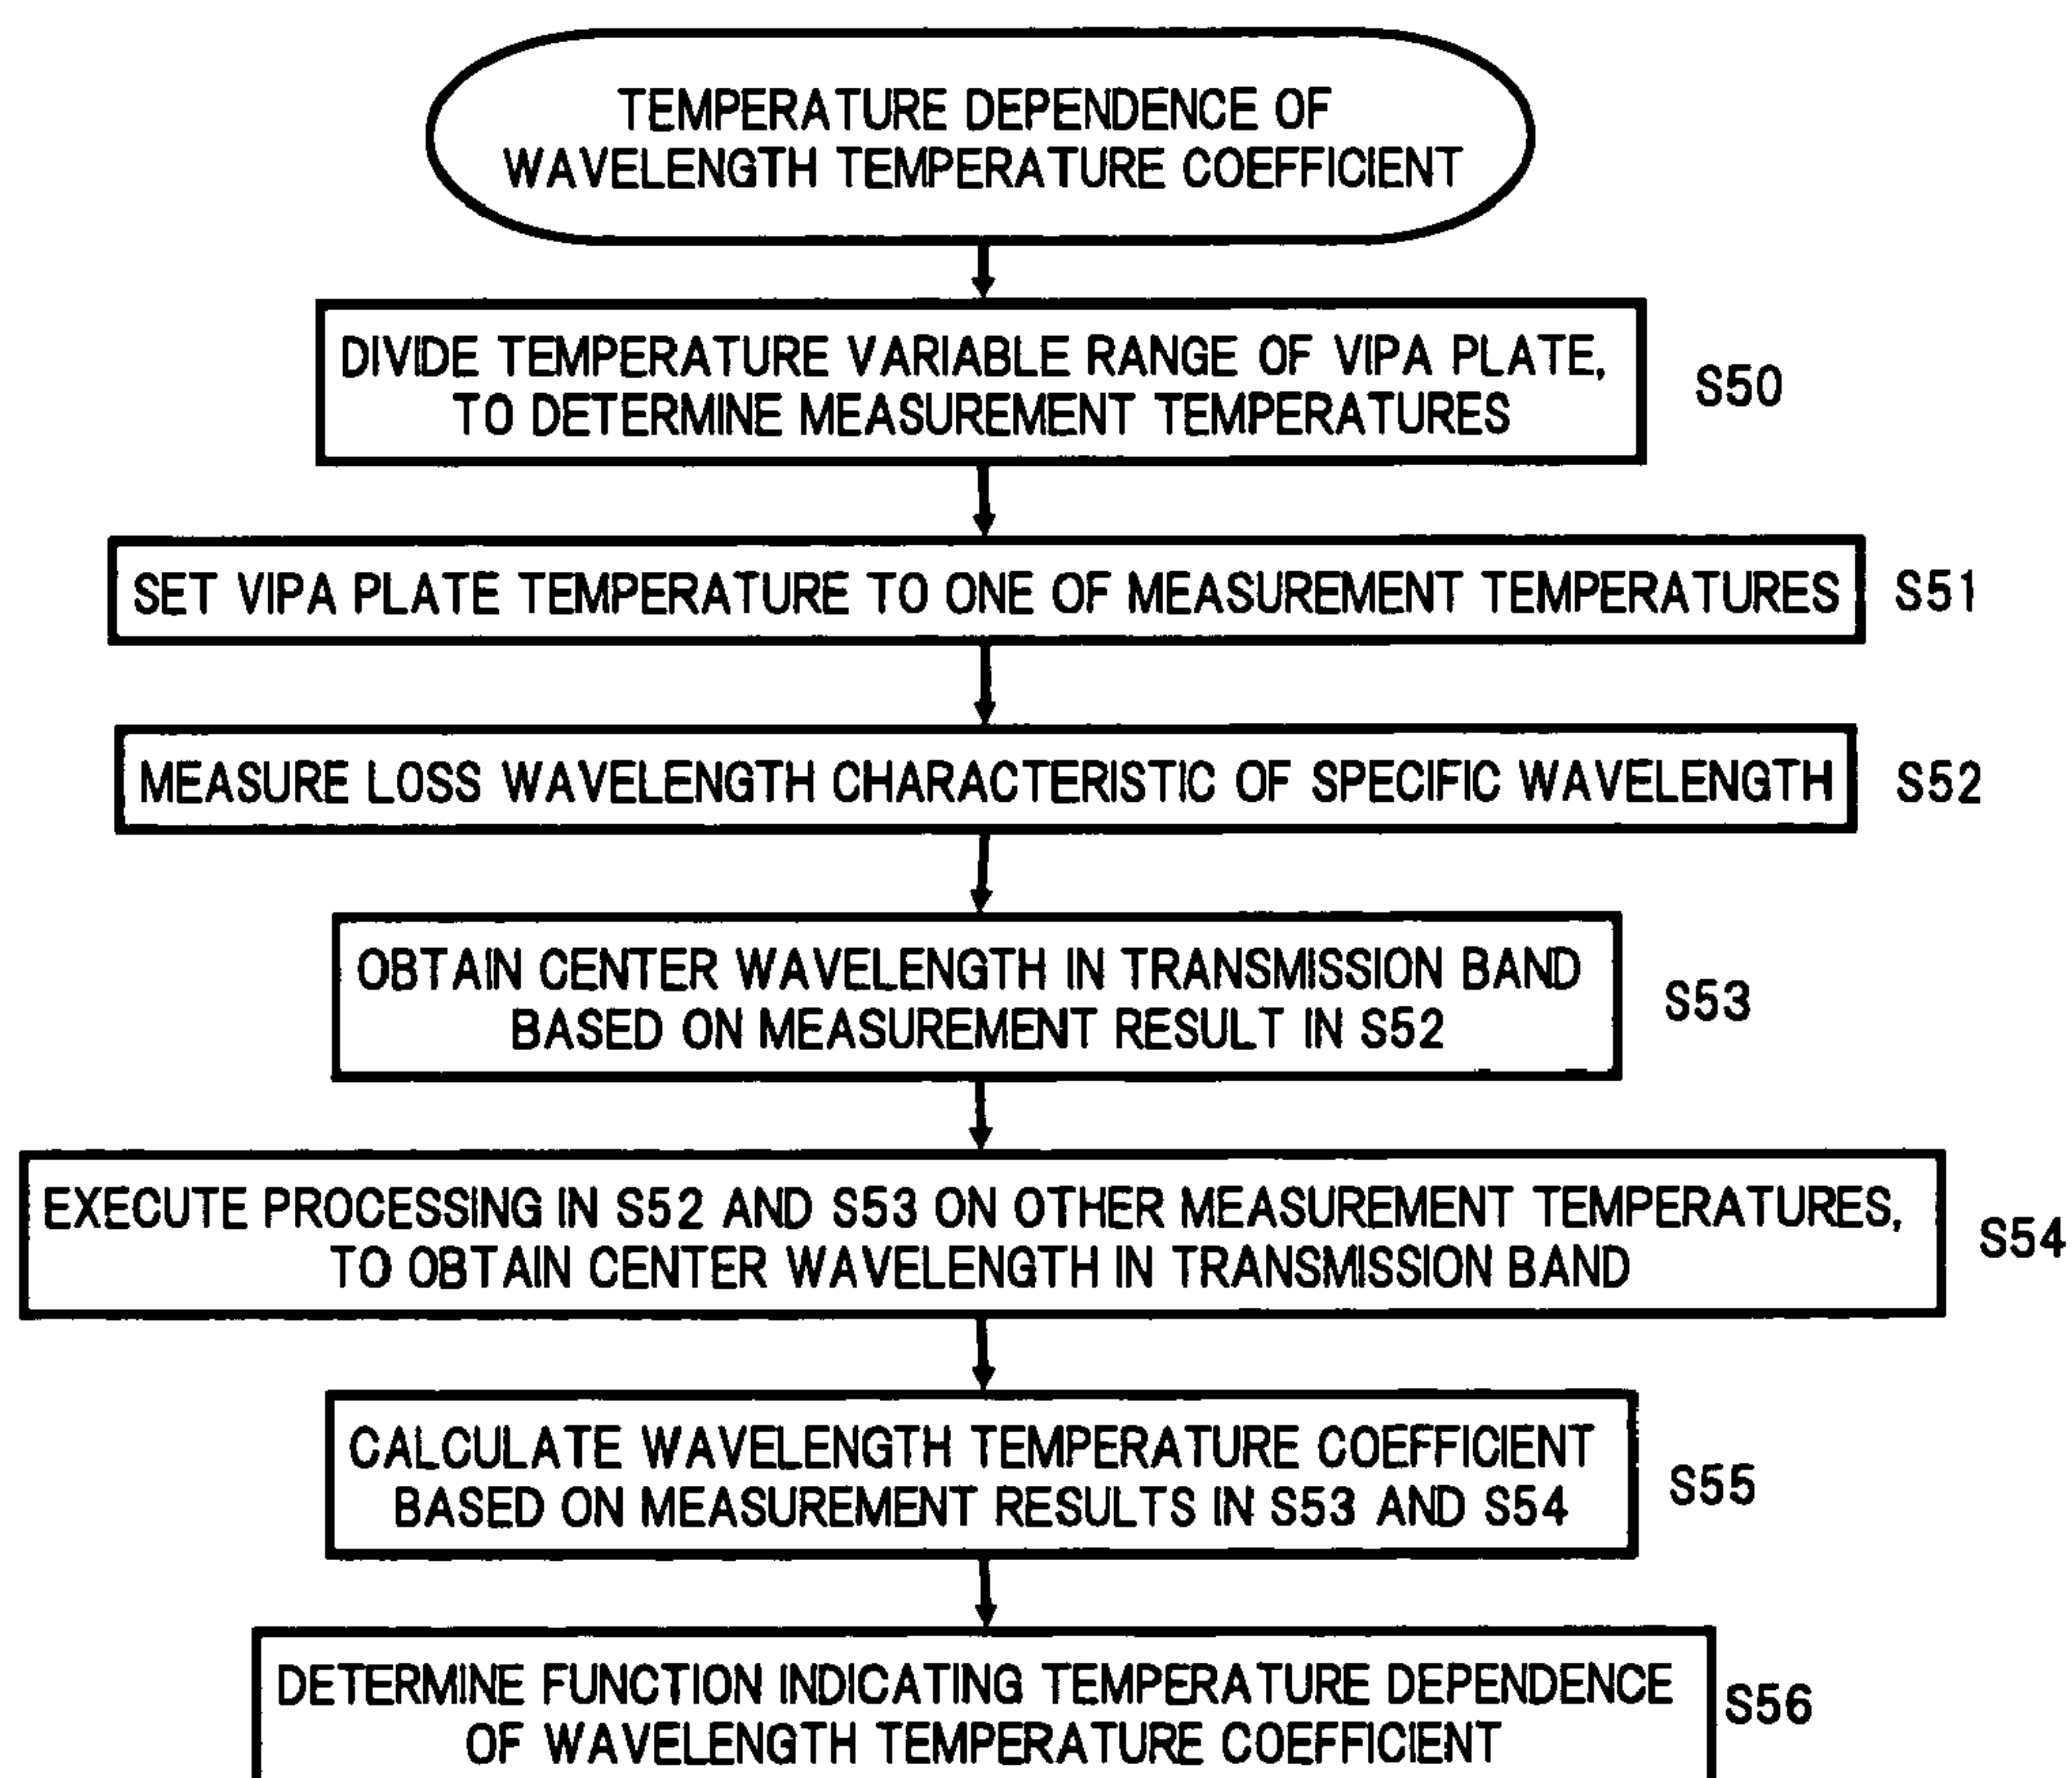 TEMPERATURE DEPENDENCE OF
WAVELENGTH TEMPERATURE COEFFICIENT
DIVIDE TEMPERATURE VARIABLE RANGE OF VIPA PLATE,
TO DETERMINE MEASUREMENT TEMPERATURES
S50
SET VIPA PLATE TEMPERATURE TO ONE OF MEASUREMENT TEMPERATURES
S51
MEASURE LOSS WAVELENGTH CHARACTERISTIC OF SPECIFIC WAVELENGTH
S52
OBTAIN CENTER WAVELENGTH IN TRANSMISSION BAND
BASED ON MEASUREMENT RESULT IN S52
S53
EXECUTE PROCESSING IN S52 AND S53 ON OTHER MEASUREMENT TEMPERATURES,
TO OBTAIN CENTER WAVELENGTH IN TRANSMISSION BAND
S54
CALCULATE WAVELENGTH TEMPERATURE COEFFICIENT
BASED ON MEASUREMENT RESULTS IN S53 AND S54
S55
DETERMINE FUNCTION INDICATING TEMPERATURE DEPENDENCE
OF WAVELENGTH TEMPERATURE COEFFICIENT
S56